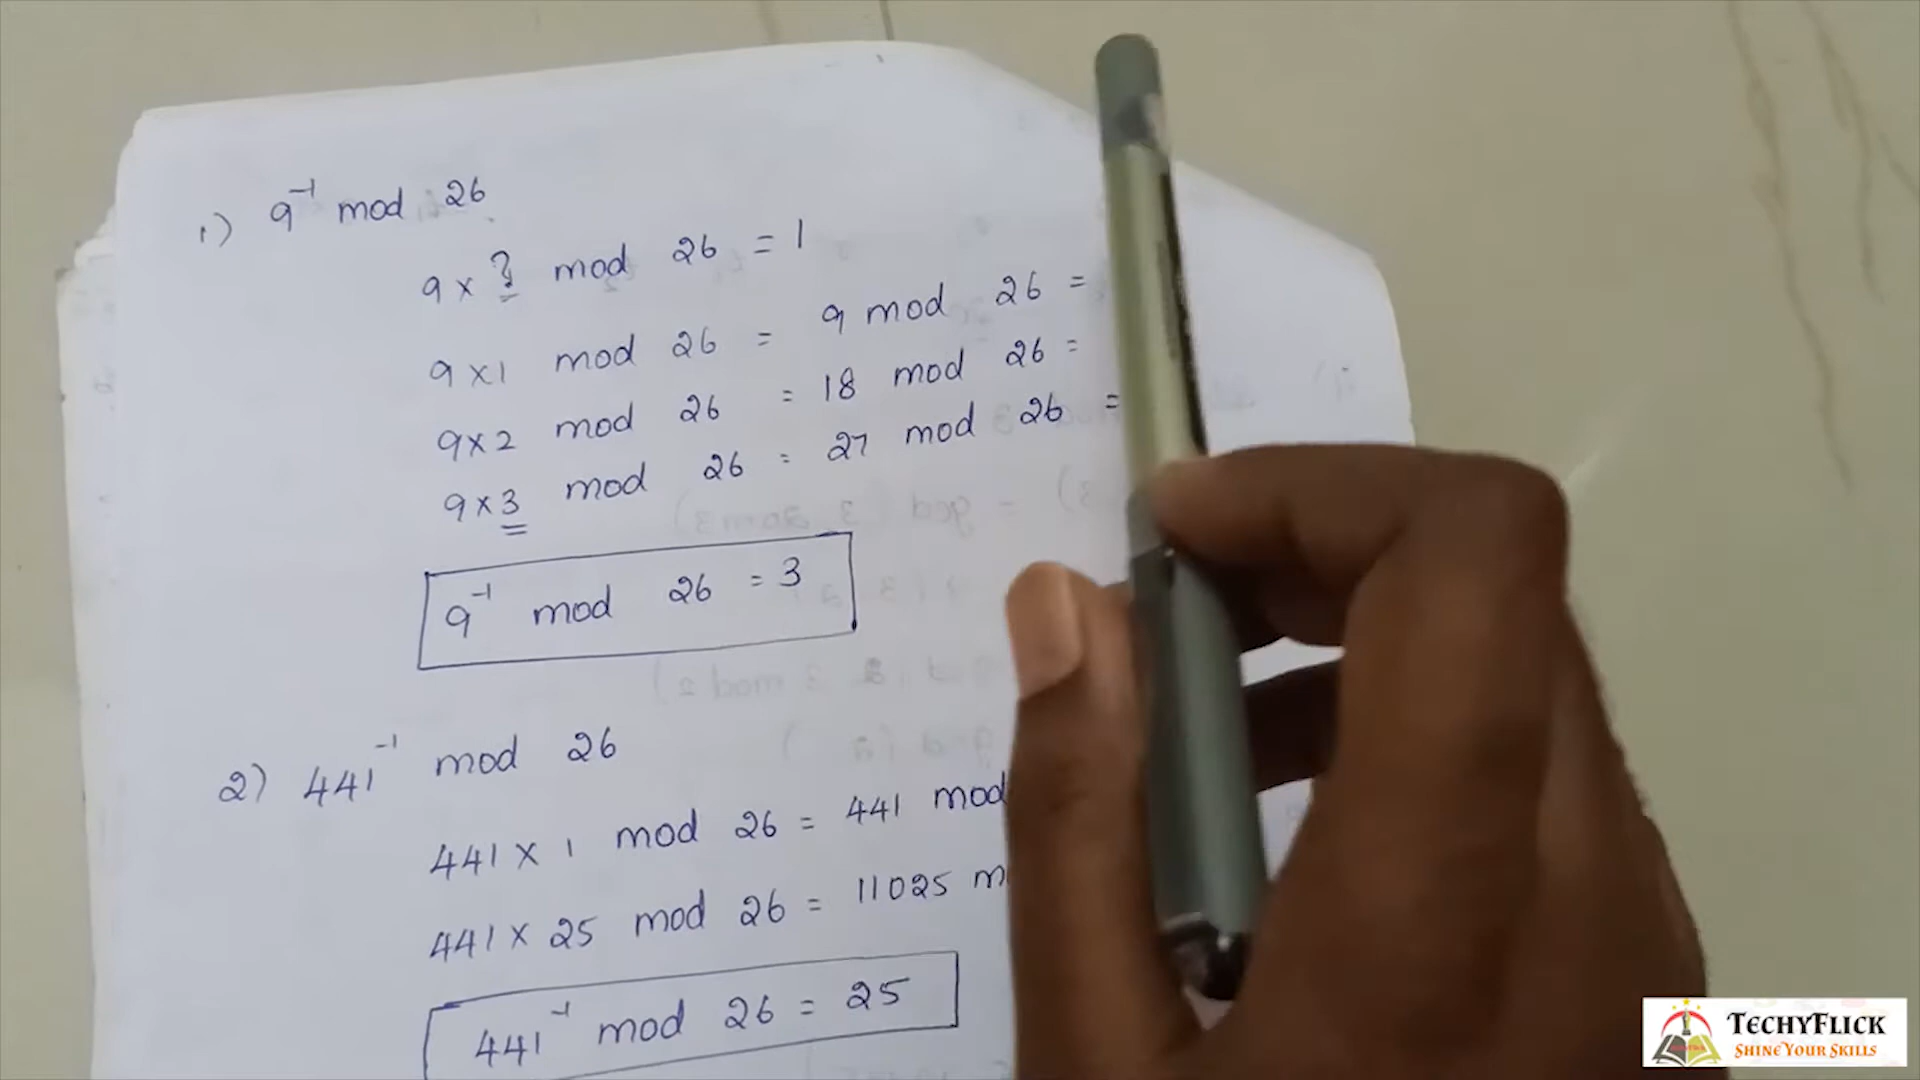 1) 9⁻¹ mod 26
9 × ? mod 26 = 1
9 × 1 mod 26 = 9 mod 26 =
9 × 2 mod 26 = 18 mod 26 =
9 × 3 mod 26 = 27 mod 26 =
9⁻¹ mod 26 = 3
2) 441⁻¹ mod 26
441 × 1 mod 26 = 441 mod
441 × 25 mod 26 = 11025 m
441⁻¹ mod 26 = 25
TECHYFLICK
SHINE YOUR SKILLS